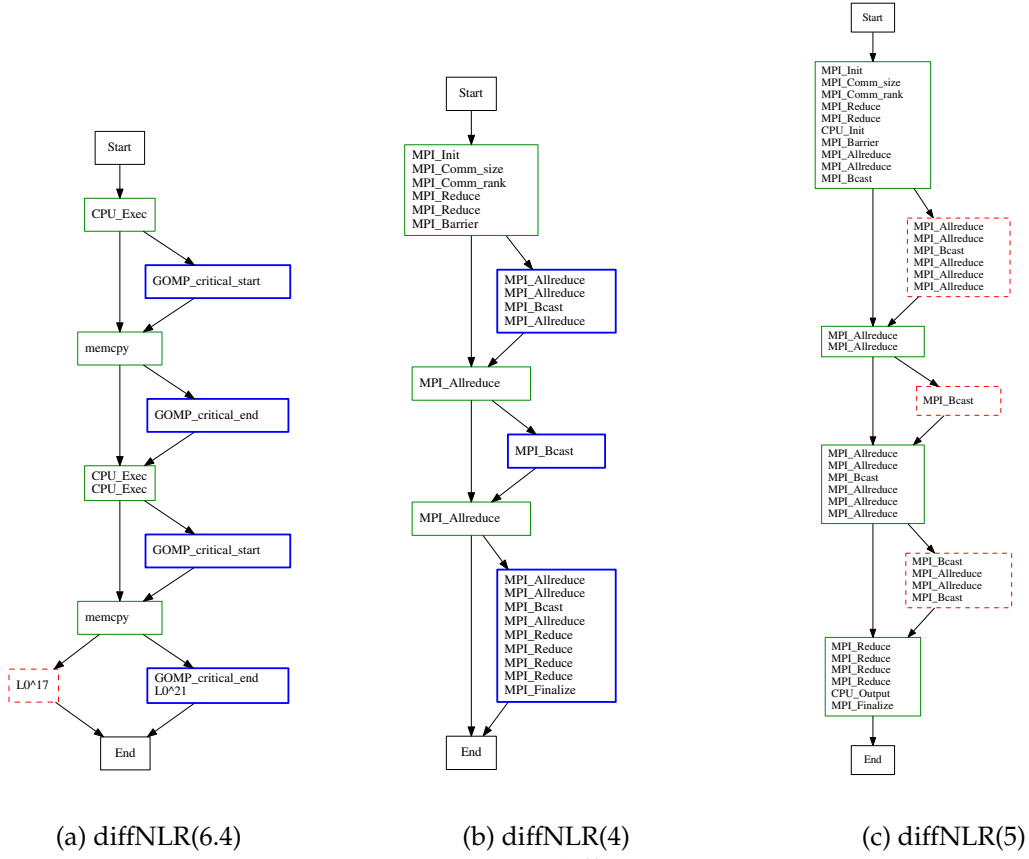 Start
CPU_Exec
GOMP_critical_start
memcpy
GOMP_critical_end
CPU_Exec
CPU_Exec
GOMP_critical_start
memcpy
L0^17
GOMP_critical_end
L0^21
End
(a) diffNLR(6.4)
Start
MPI_Init
MPI_Comm_size
MPI_Comm_rank
MPI_Reduce
MPI_Reduce
MPI_Barrier
MPI_Allreduce
MPI_Allreduce
MPI_Bcast
MPI_Allreduce
MPI_Allreduce
MPI_Bcast
MPI_Allreduce
MPI_Allreduce
MPI_Allreduce
MPI_Bcast
MPI_Allreduce
MPI_Reduce
MPI_Reduce
MPI_Reduce
MPI_Reduce
MPI_Finalize
End
(b) diffNLR(4)
Start
MPI_Init
MPI_Comm_size
MPI_Comm_rank
MPI_Reduce
MPI_Reduce
CPU_Init
MPI_Barrier
MPI_Allreduce
MPI_Allreduce
MPI_Bcast
MPI_Allreduce
MPI_Allreduce
MPI_Bcast
MPI_Allreduce
MPI_Allreduce
MPI_Allreduce
MPI_Allreduce
MPI_Allreduce
MPI_Bcast
MPI_Allreduce
MPI_Allreduce
MPI_Bcast
MPI_Allreduce
MPI_Allreduce
MPI_Allreduce
MPI_Bcast
MPI_Allreduce
MPI_Allreduce
MPI_Bcast
MPI_Reduce
MPI_Reduce
MPI_Reduce
MPI_Reduce
CPU_Output
MPI_Finalize
End
(c) diffNLR(5)